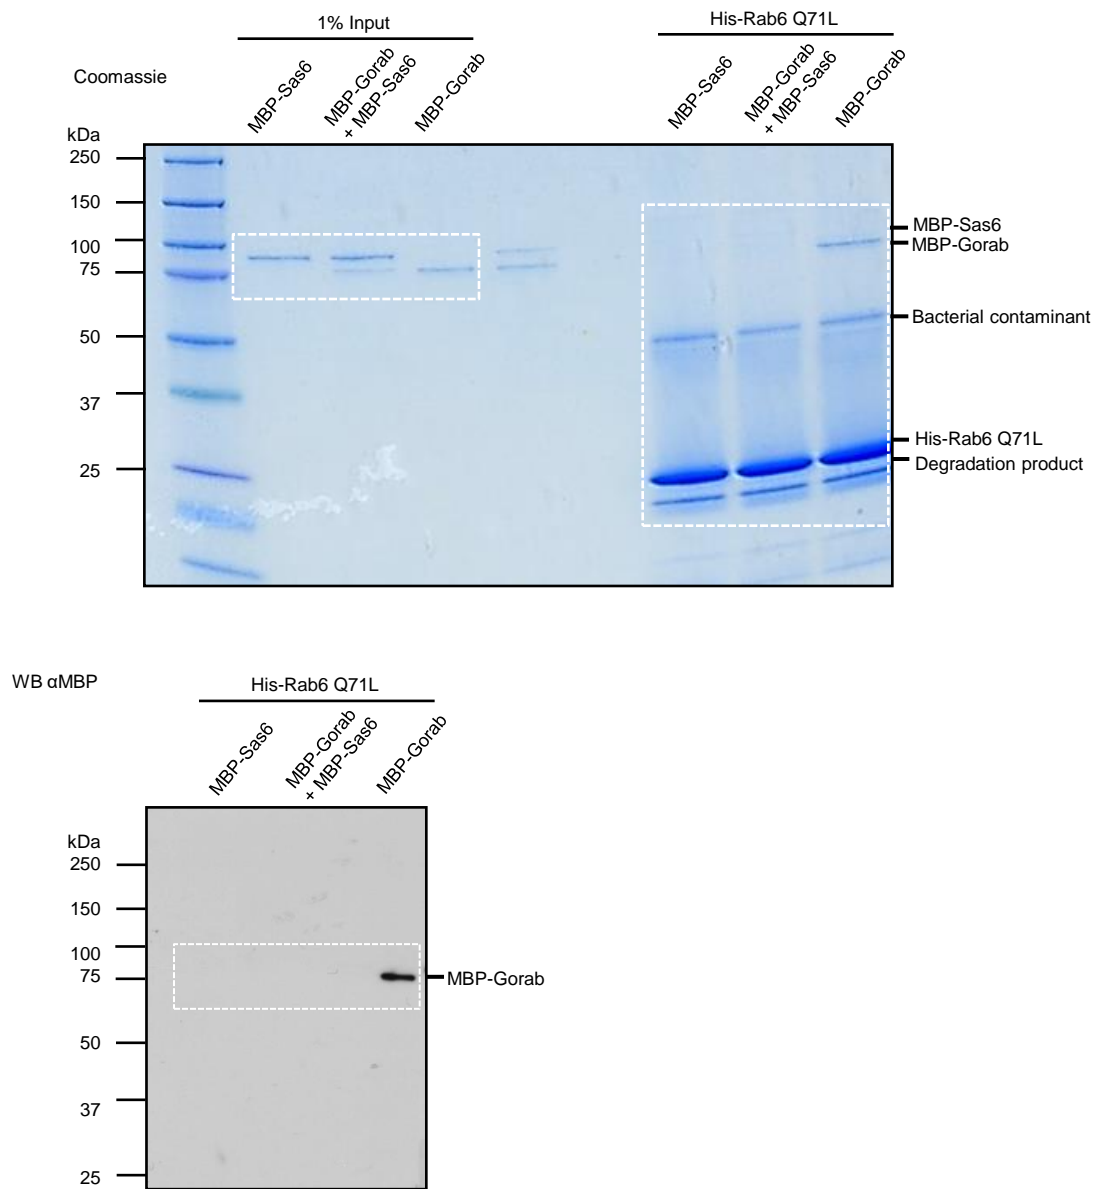 1% Input
His-Rab6 Q71L
Coomassie
MBP-Sas6
MBP-Gorab
+ MBP-Sas6
MBP-Gorab
MBP-Sas6
MBP-Gorab
+ MBP-Sas6
MBP-Gorab
kDa
250
150
100
75
50
37
25
MBP-Sas6
MBP-Gorab
Bacterial contaminant
His-Rab6 Q71L
Degradation product
WB αMBP
His-Rab6 Q71L
MBP-Sas6
MBP-Gorab
+ MBP-Sas6
MBP-Gorab
kDa
250
150
100
75
50
37
25
MBP-Gorab